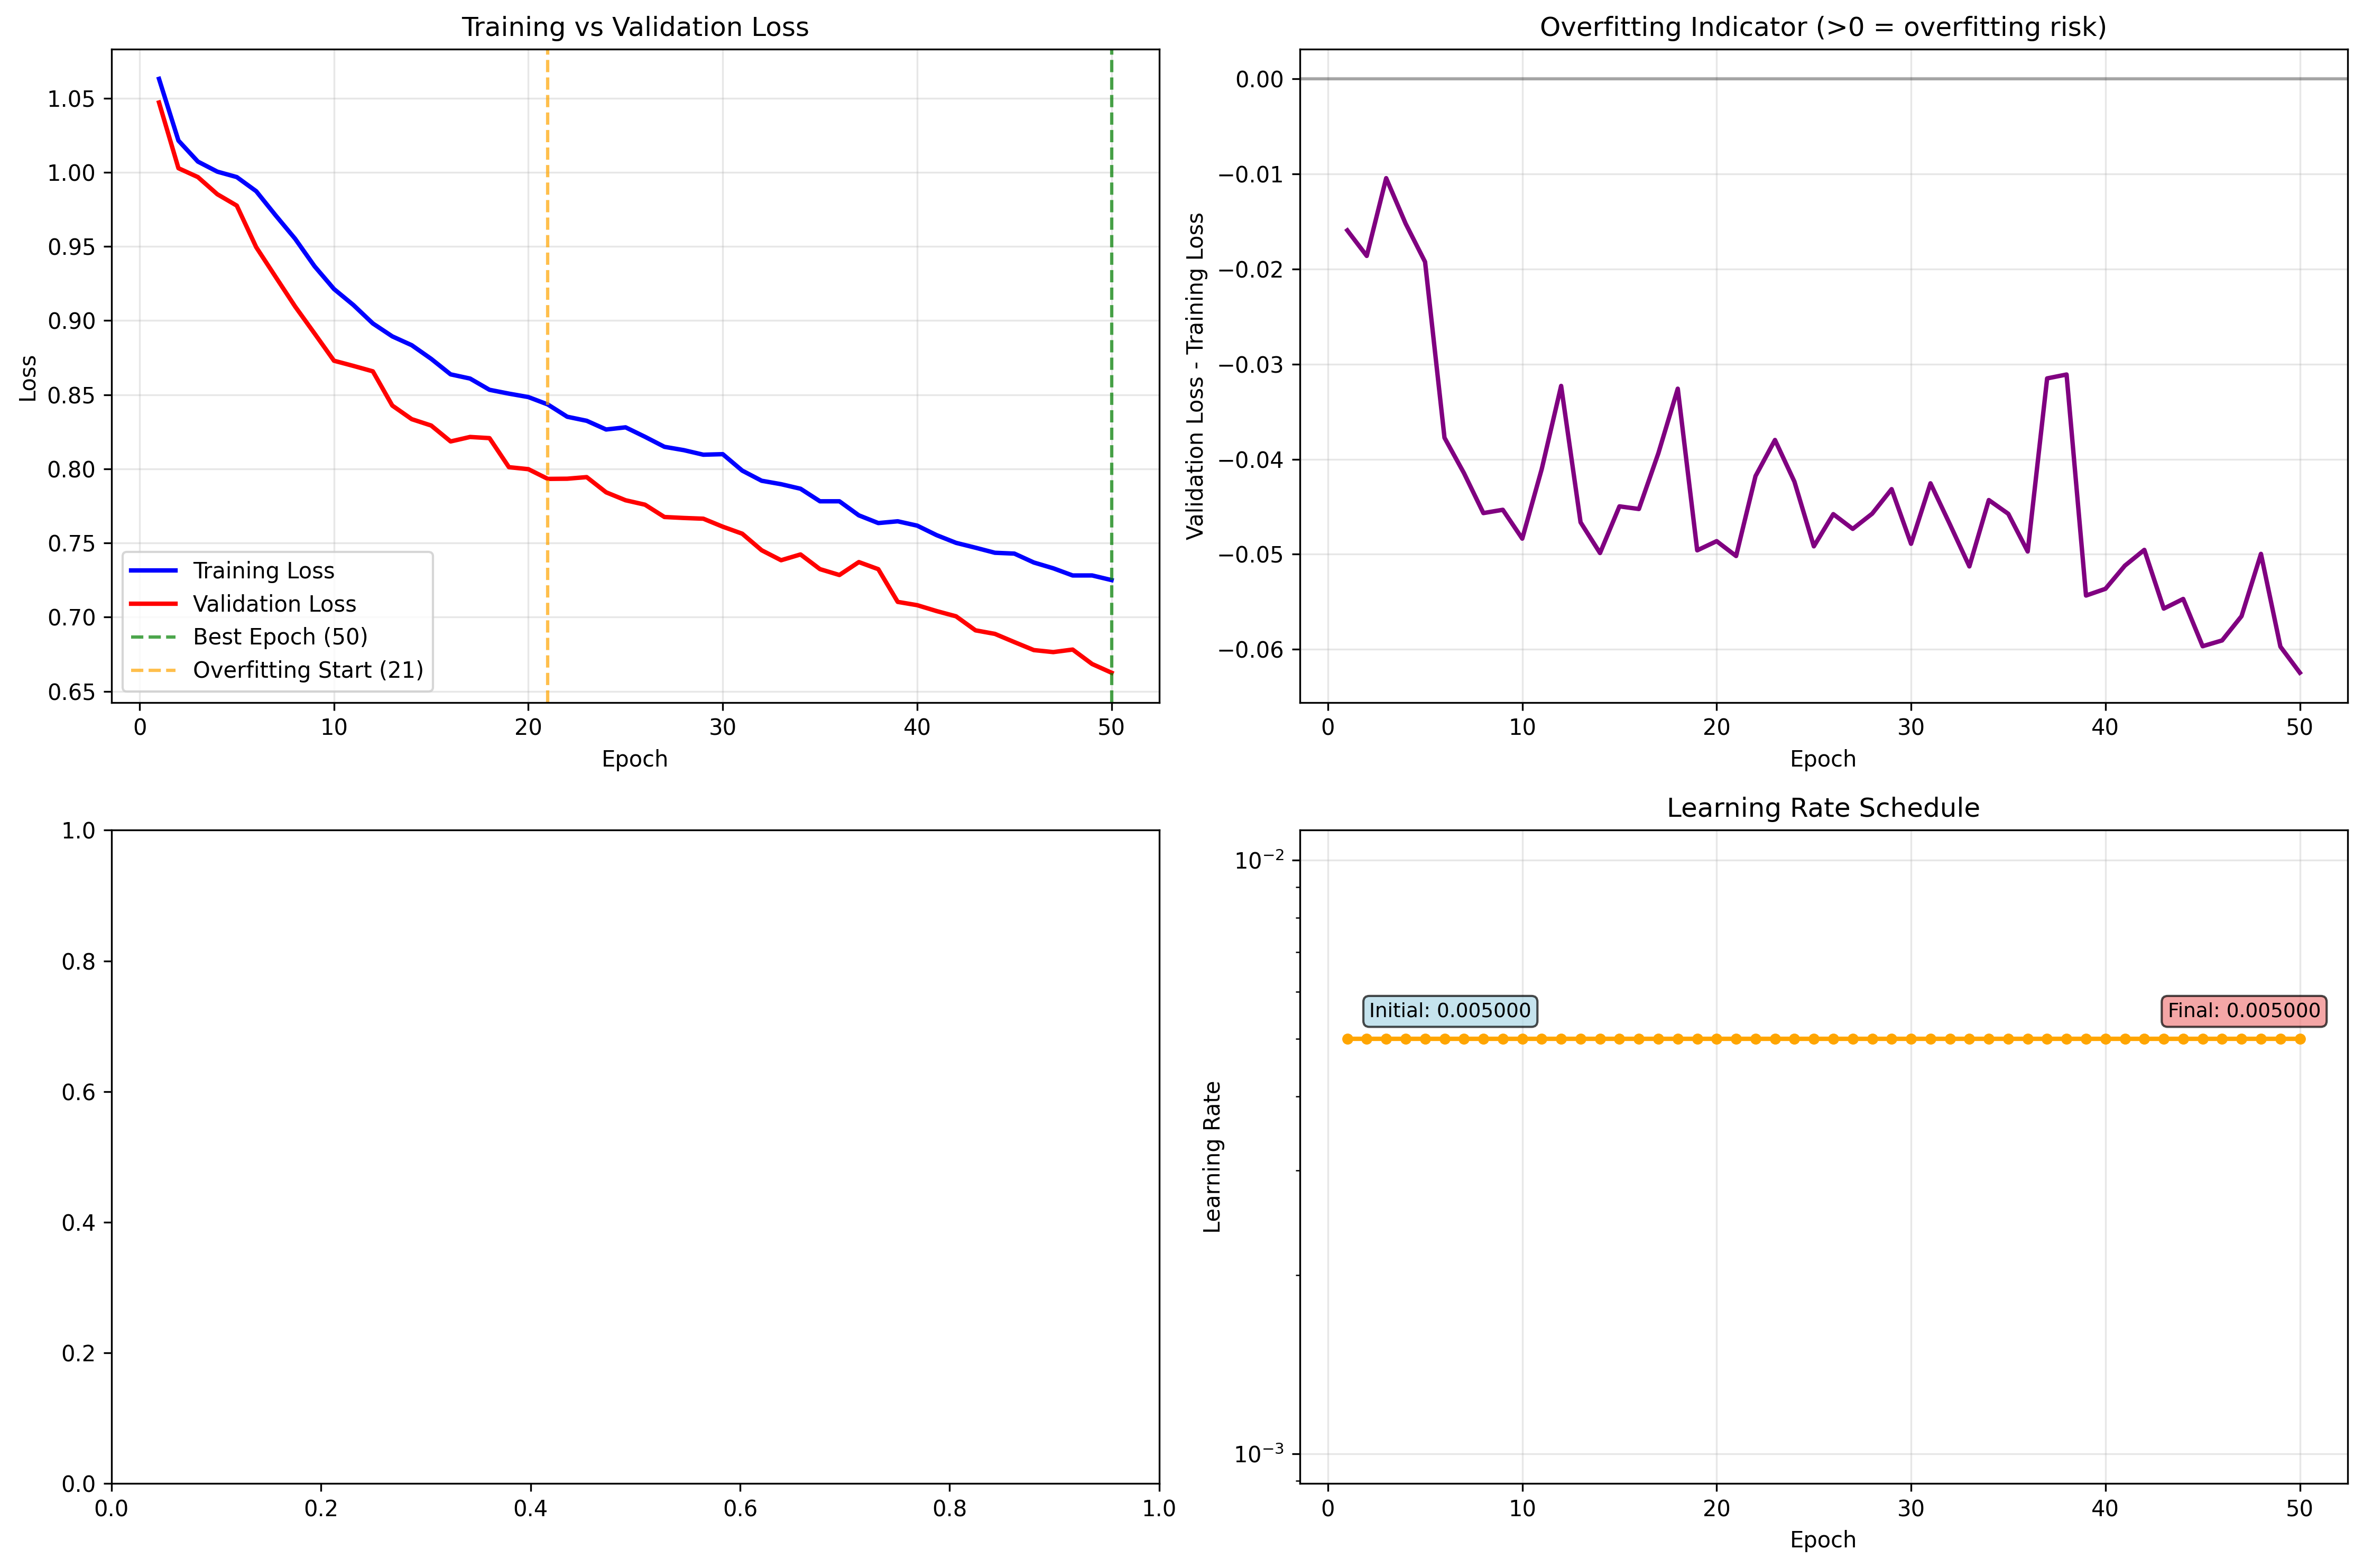 Training vs Validation Loss
Loss
1.05
1.00
0.95
0.90
0.85
0.80
0.75
0.70
0.65
Training Loss
Validation Loss
Best Epoch (50)
Overfitting Start (21)
0 10 20 30 40 50
Epoch
Overfitting Indicator (>0 = overfitting risk)
Validation Loss - Training Loss
0.00
−0.01
−0.02
−0.03
−0.04
−0.05
−0.06
0 10 20 30 40 50
Epoch
1.0
0.8
0.6
0.4
0.2
0.0
0.0 0.2 0.4 0.6 0.8 1.0
Learning Rate Schedule
Learning Rate
10⁻²
Initial: 0.005000 Final: 0.005000
10⁻³
0 10 20 30 40 50
Epoch